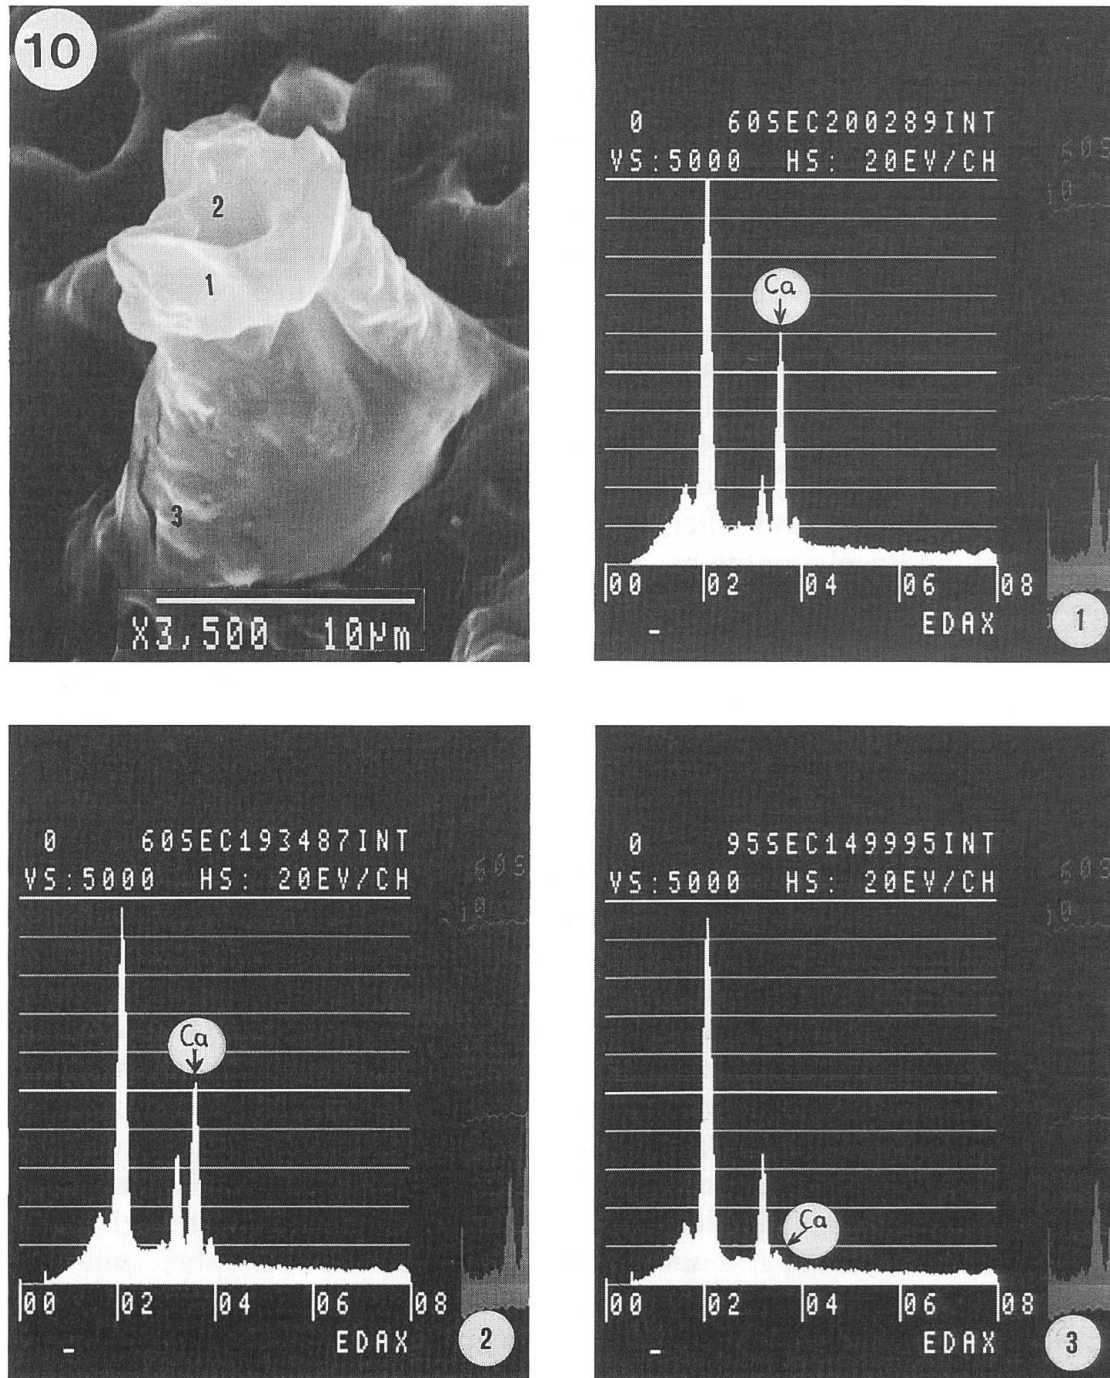 10
2
1
3
X3,500 10µm
0 60SEC200289INT
VS:5000 HS: 20EV/CH
Ca
00 02 04 06 08
EDAX
1
0 60SEC193487INT
VS:5000 HS: 20EV/CH
Ca
00 02 04 06 08
EDAX
2
0 95SEC149995INT
VS:5000 HS: 20EV/CH
Ca
00 02 04 06 08
EDAX
3